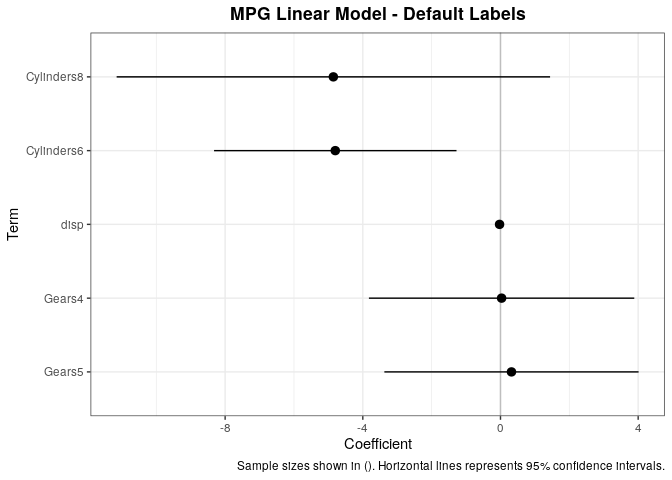 MPG Linear Model - Default Labels
Term
Cylinders8
Cylinders6
disp
Gears4
Gears5
-8 -4 0 4
Coefficient
Sample sizes shown in (). Horizontal lines represents 95% confidence intervals.